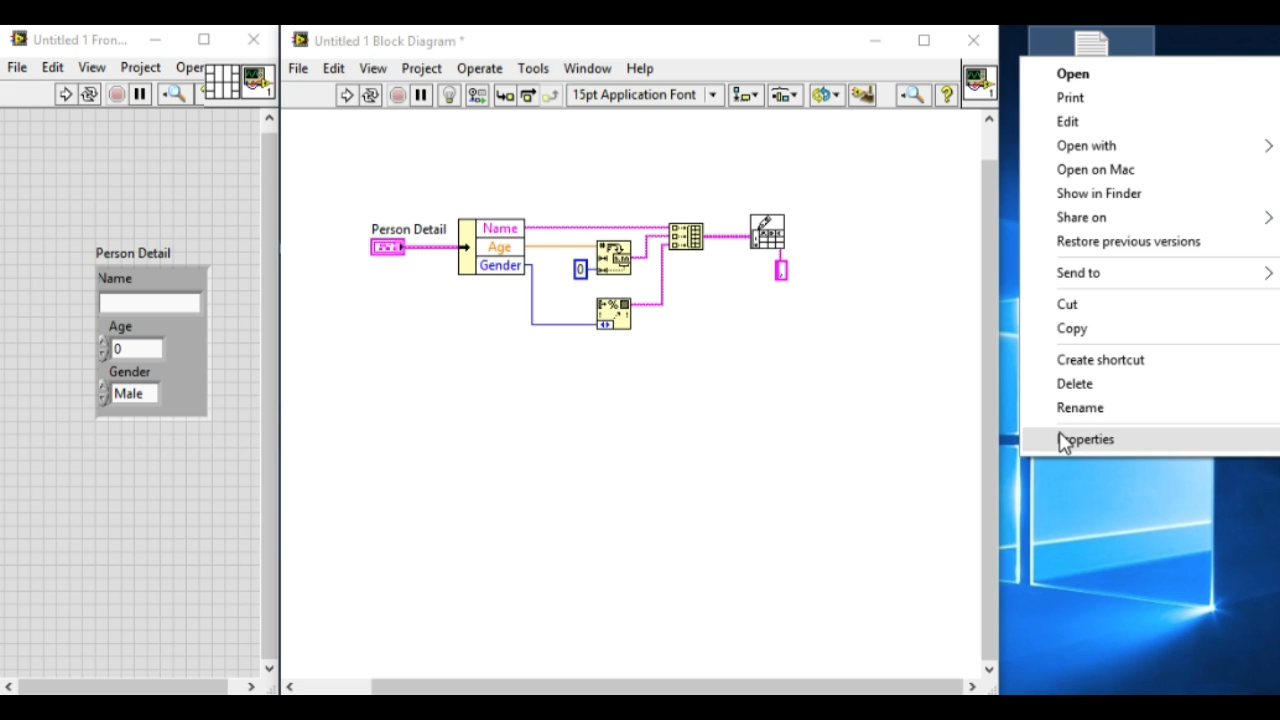 Untitled 1 Fron...
File Edit View Project Oper
Person Detail
Name
Age
0
Gender
Male
Untitled 1 Block Diagram *
File Edit View Project Operate Tools Window Help
15pt Application Font
Person Detail
Name
Age
Gender
0
Open
Print
Edit
Open with
Open on Mac
Show in Finder
Share on
Restore previous versions
Send to
Cut
Copy
Create shortcut
Delete
Rename
operties